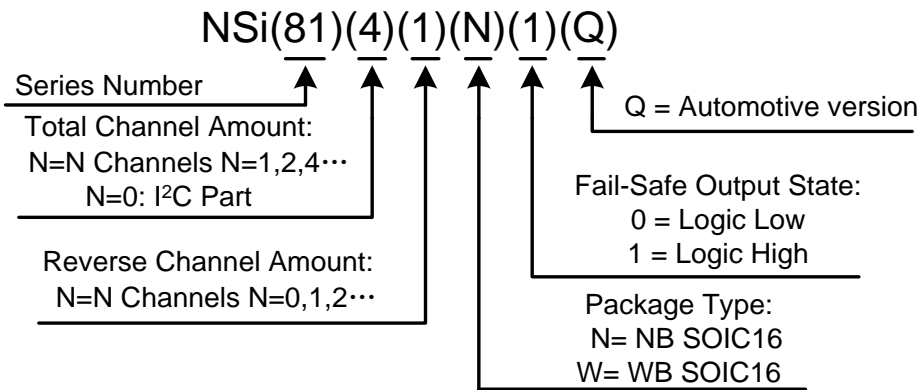 NSi(81)(4)(1)(N)(1)(Q)
Series Number
Total Channel Amount:
N=N Channels N=1,2,4···
N=0: I²C Part
Reverse Channel Amount:
N=N Channels N=0,1,2···
Q = Automotive version
Fail-Safe Output State:
0 = Logic Low
1 = Logic High
Package Type:
N= NB SOIC16
W= WB SOIC16